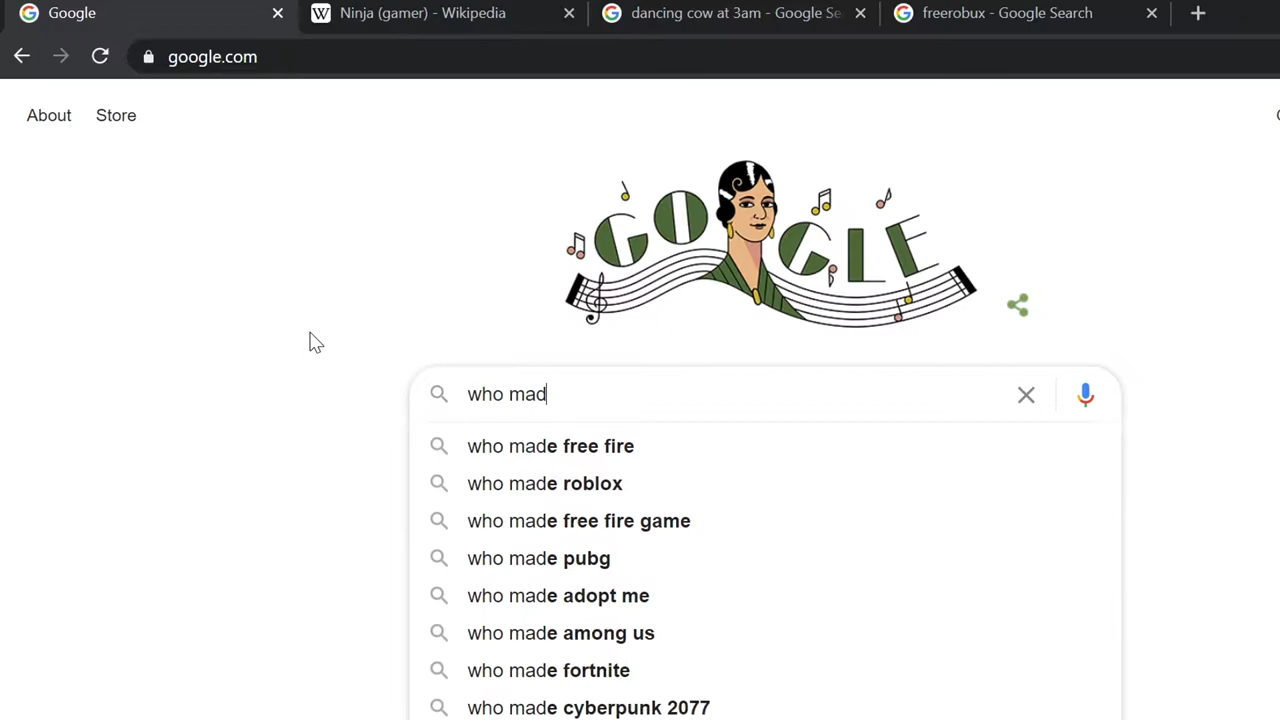 Google
Ninja (gamer) - Wikipedia
dancing cow at 3am - Google Se
freerobux - Google Search
google.com
About
Store
GOOGLE
who mad
who made free fire
who made roblox
who made free fire game
who made pubg
who made adopt me
who made among us
who made fortnite
who made cyberpunk 2077